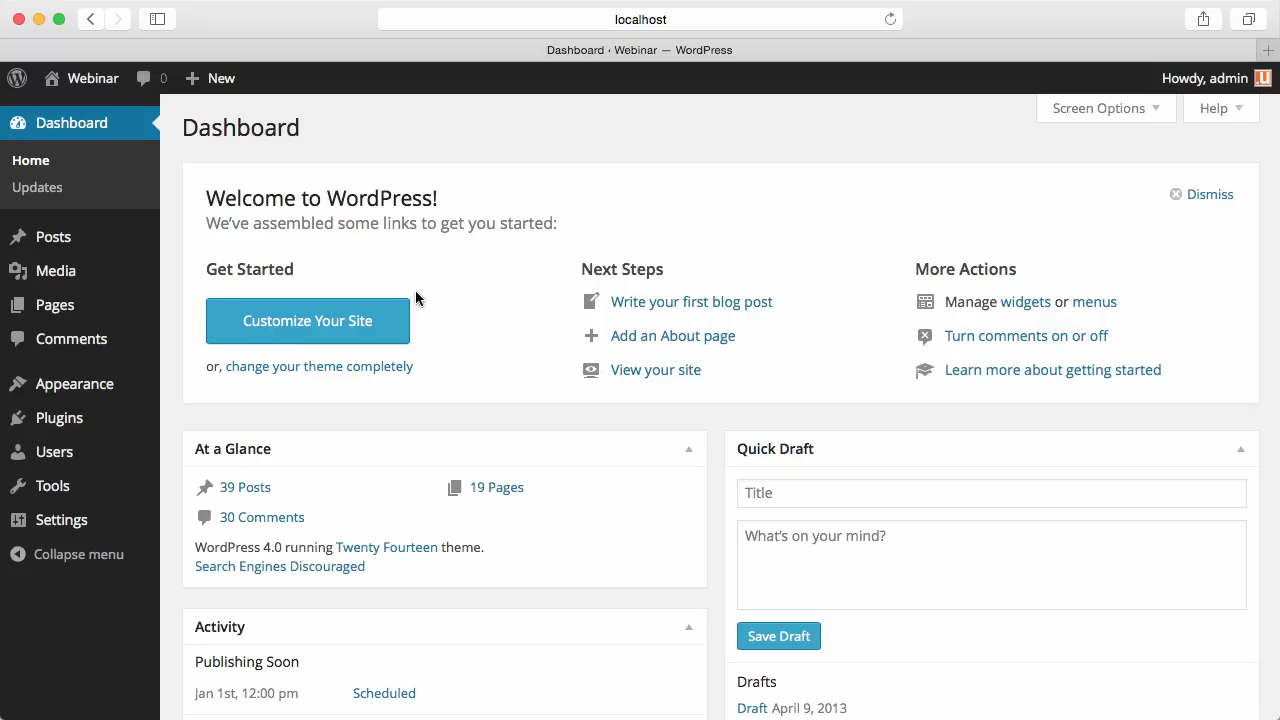 localhost
Dashboard ‹ Webinar — WordPress
Webinar 0 New Howdy, admin
Dashboard
Home
Updates
Posts
Media
Pages
Comments
Appearance
Plugins
Users
Tools
Settings
Collapse menu
Screen Options Help
Dashboard
Welcome to WordPress!
We’ve assembled some links to get you started:
Dismiss
Get Started
Customize Your Site
or, change your theme completely
Next Steps
Write your first blog post
Add an About page
View your site
More Actions
Manage widgets or menus
Turn comments on or off
Learn more about getting started
At a Glance
39 Posts 19 Pages
30 Comments
WordPress 4.0 running Twenty Fourteen theme.
Search Engines Discouraged
Activity
Publishing Soon
Jan 1st, 12:00 pm Scheduled
Quick Draft
Title
What’s on your mind?
Save Draft
Drafts
Draft April 9, 2013